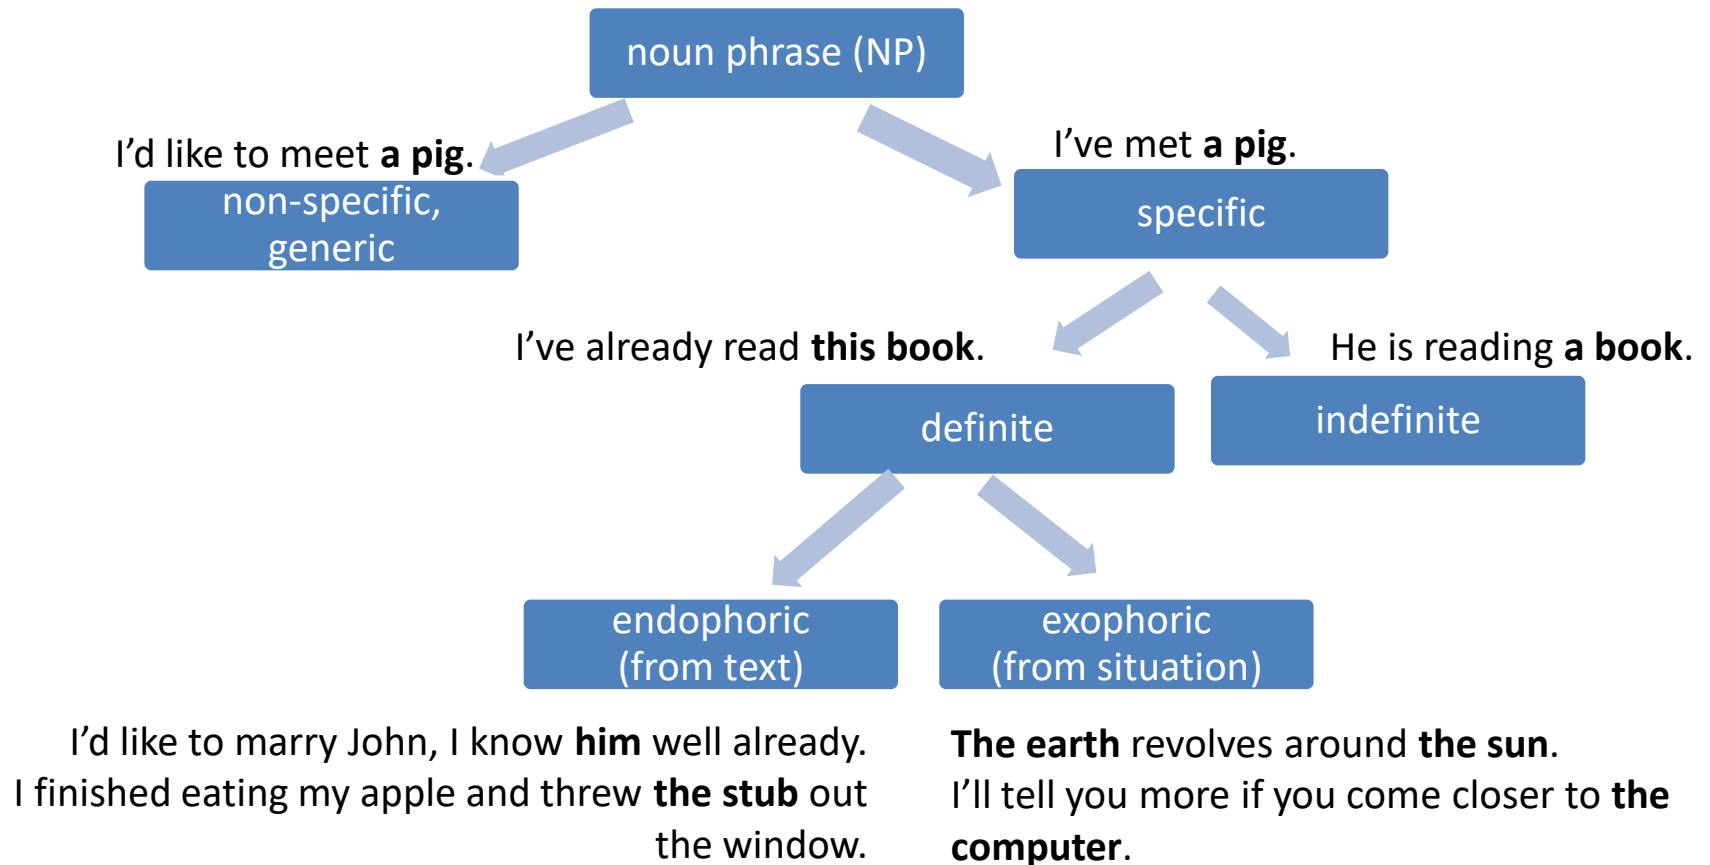 noun phrase (NP)
I’d like to meet a pig.
I’ve met a pig.
non-specific,
generic
specific
I’ve already read this book.
He is reading a book.
definite
indefinite
endophoric
(from text)
exophoric
(from situation)
I’d like to marry John, I know him well already.
I finished eating my apple and threw the stub out
the window.
The earth revolves around the sun.
I’ll tell you more if you come closer to the
computer.